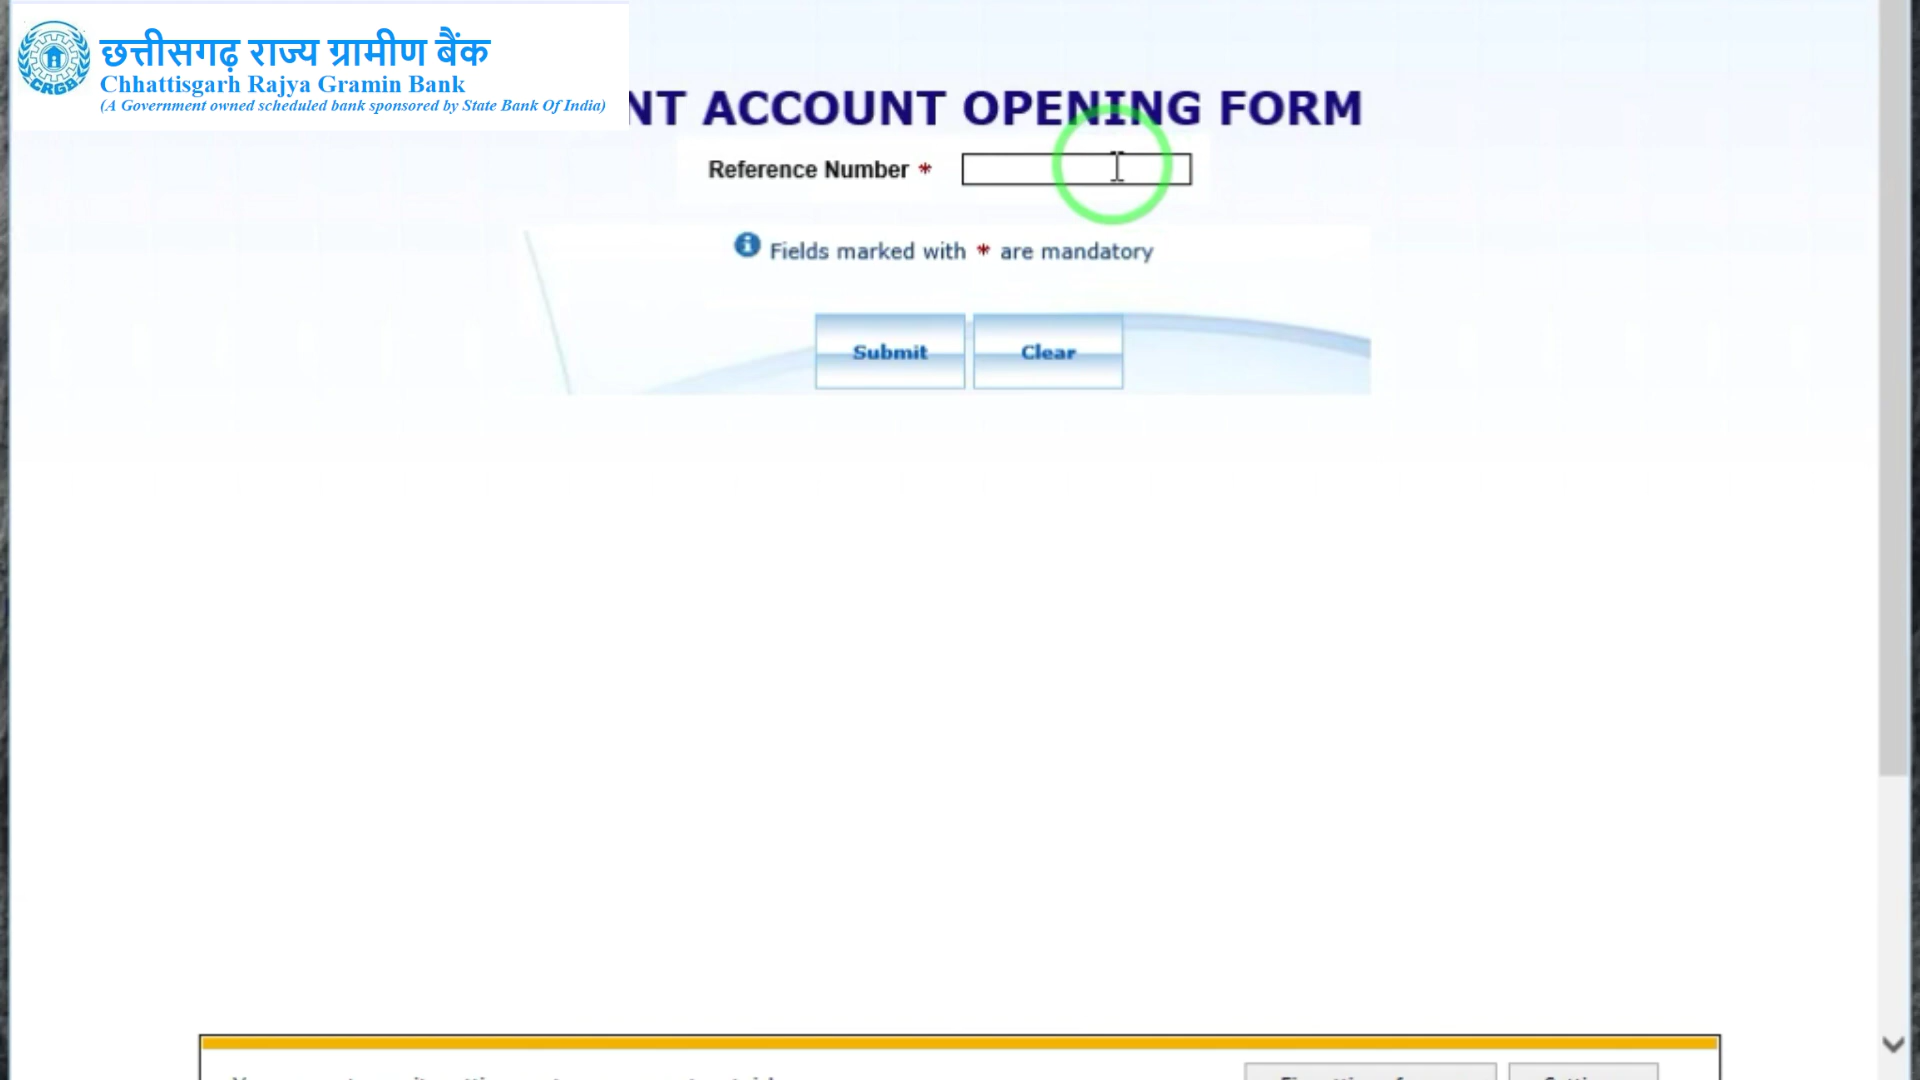 छत्तीसगढ़ राज्य ग्रामीण बैंक
Chhattisgarh Rajya Gramin Bank
(A Government owned scheduled bank sponsored by State Bank Of India)
CRGB
NT ACCOUNT OPENING FORM
Reference Number *
Fields marked with * are mandatory
Submit Clear